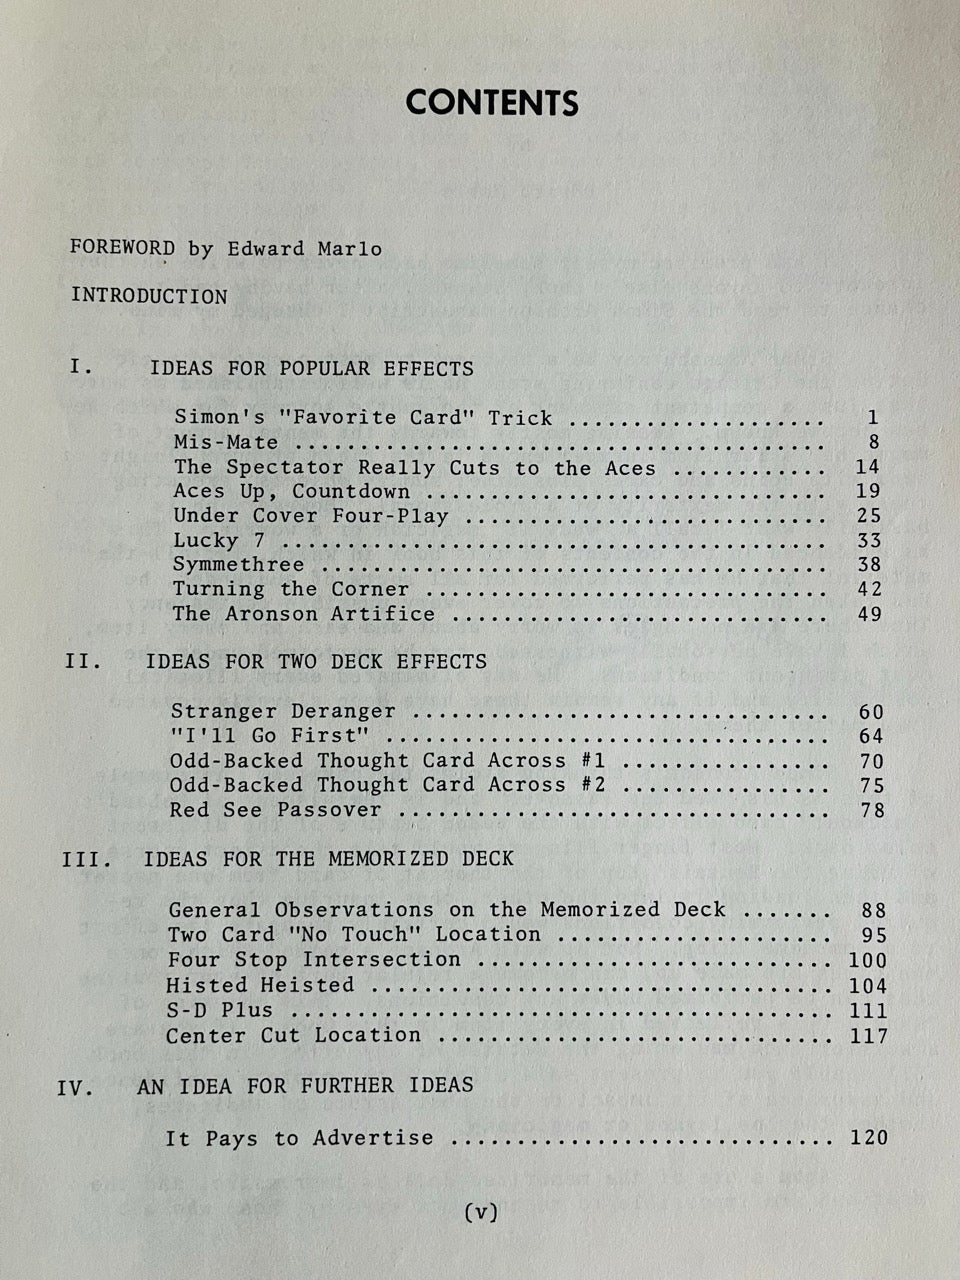 CONTENTS
FOREWORD by Edward Marlo
INTRODUCTION
I. IDEAS FOR POPULAR EFFECTS
Simon's "Favorite Card" Trick .................... 1
Mis-Mate ......................................... 8
The Spectator Really Cuts to the Aces ............ 14
Aces Up, Countdown ............................... 19
Under Cover Four-Play ............................ 25
Lucky 7 .......................................... 33
Symmethree ....................................... 38
Turning the Corner ............................... 42
The Aronson Artifice ............................. 49
II. IDEAS FOR TWO DECK EFFECTS
Stranger Deranger ................................ 60
"I'll Go First" .................................. 64
Odd-Backed Thought Card Across #1 ................ 70
Odd-Backed Thought Card Across #2 ................ 75
Red See Passover ................................. 78
III. IDEAS FOR THE MEMORIZED DECK
General Observations on the Memorized Deck ....... 88
Two Card "No Touch" Location ..................... 95
Four Stop Intersection ........................... 100
Histed Heisted ................................... 104
S-D Plus ......................................... 111
Center Cut Location .............................. 117
IV. AN IDEA FOR FURTHER IDEAS
It Pays to Advertise ............................. 120
(v)